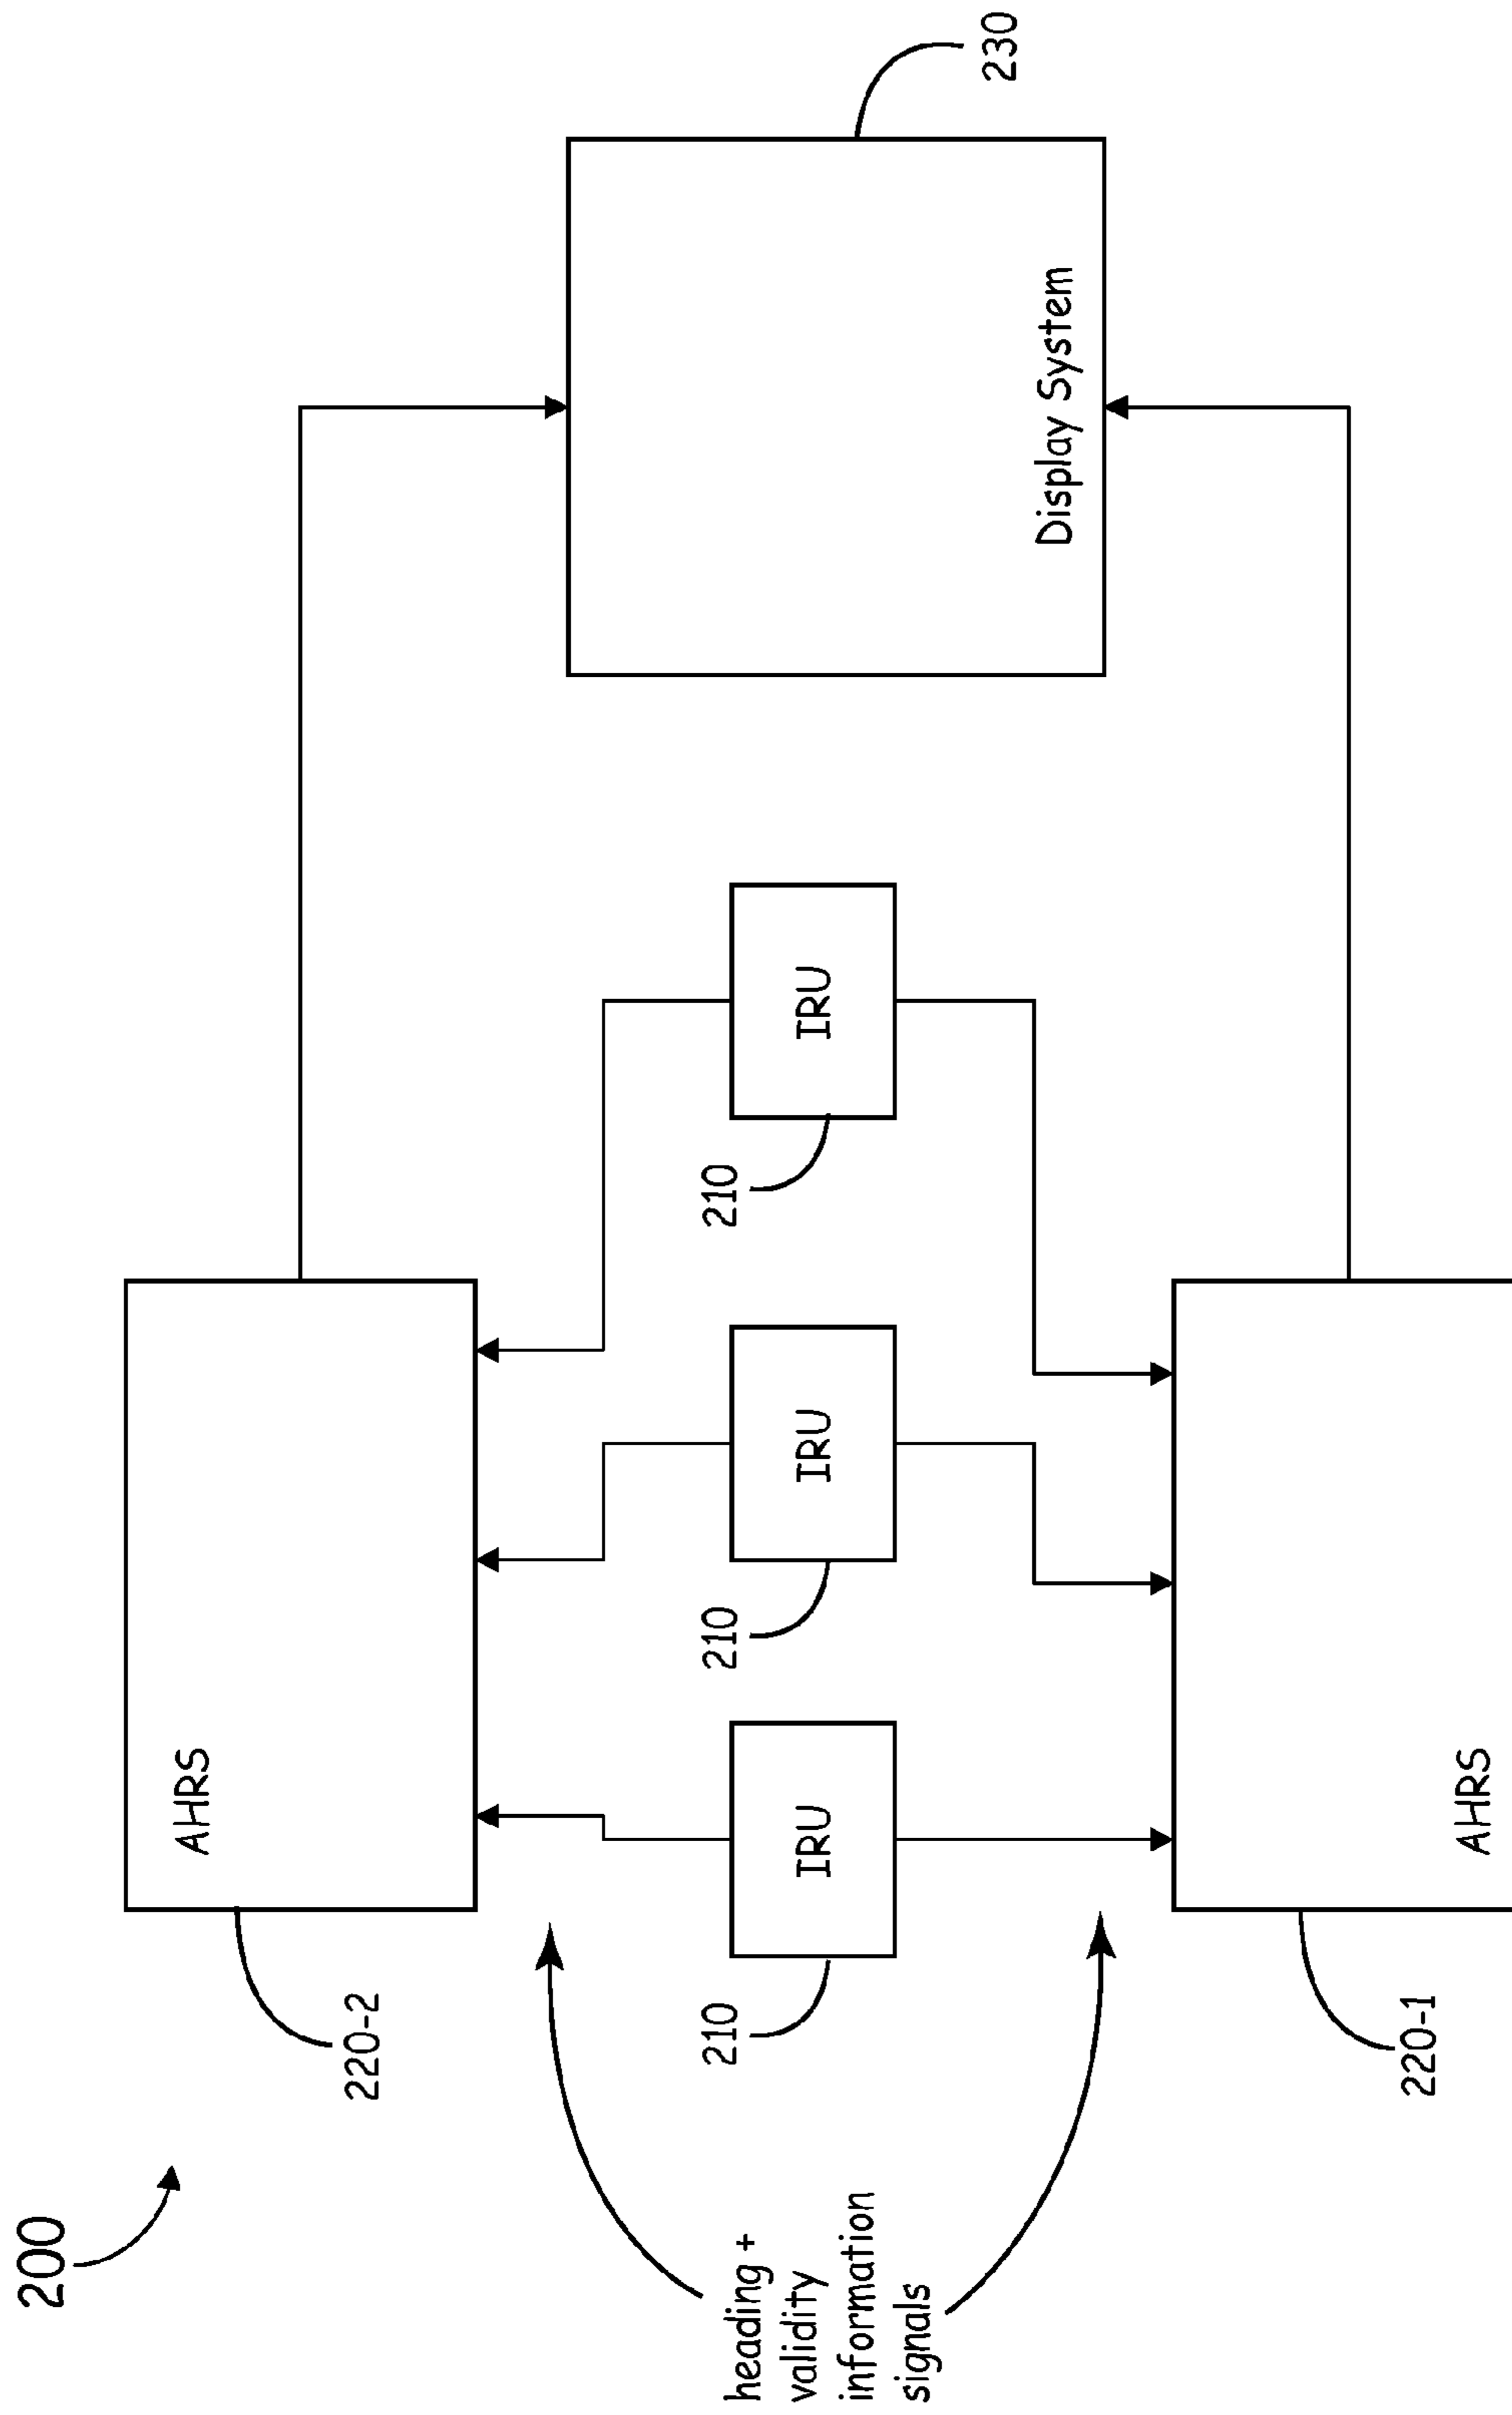 200
220-2
AHRS
heading +
validity
information
signals
210
IRU
210
IRU
210
IRU
Display System
230
220-1
AHRS